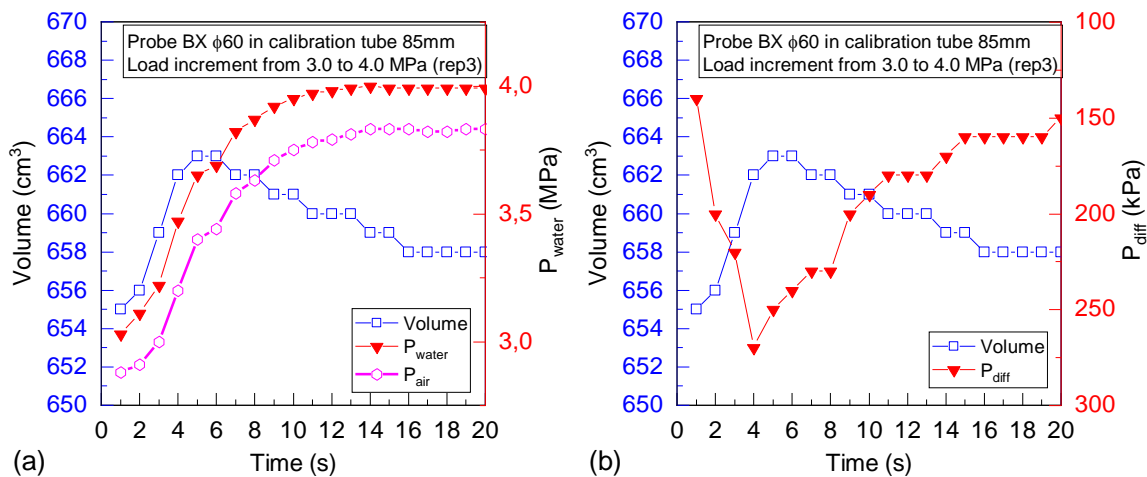 Probe BX ϕ60 in calibration tube 85mm
Load increment from 3.0 to 4.0 MPa (rep3)
670
668
666
664
662
660
658
656
654
652
650
Volume (cm³)
4,0
3,5
3,0
P_water (MPa)
Volume
P_water
P_air
0 2 4 6 8 10 12 14 16 18 20
Time (s)
(a)
Probe BX ϕ60 in calibration tube 85mm
Load increment from 3.0 to 4.0 MPa (rep3)
670
668
666
664
662
660
658
656
654
652
650
Volume (cm³)
100
150
200
250
300
P_diff (kPa)
Volume
P_diff
0 2 4 6 8 10 12 14 16 18 20
Time (s)
(b)